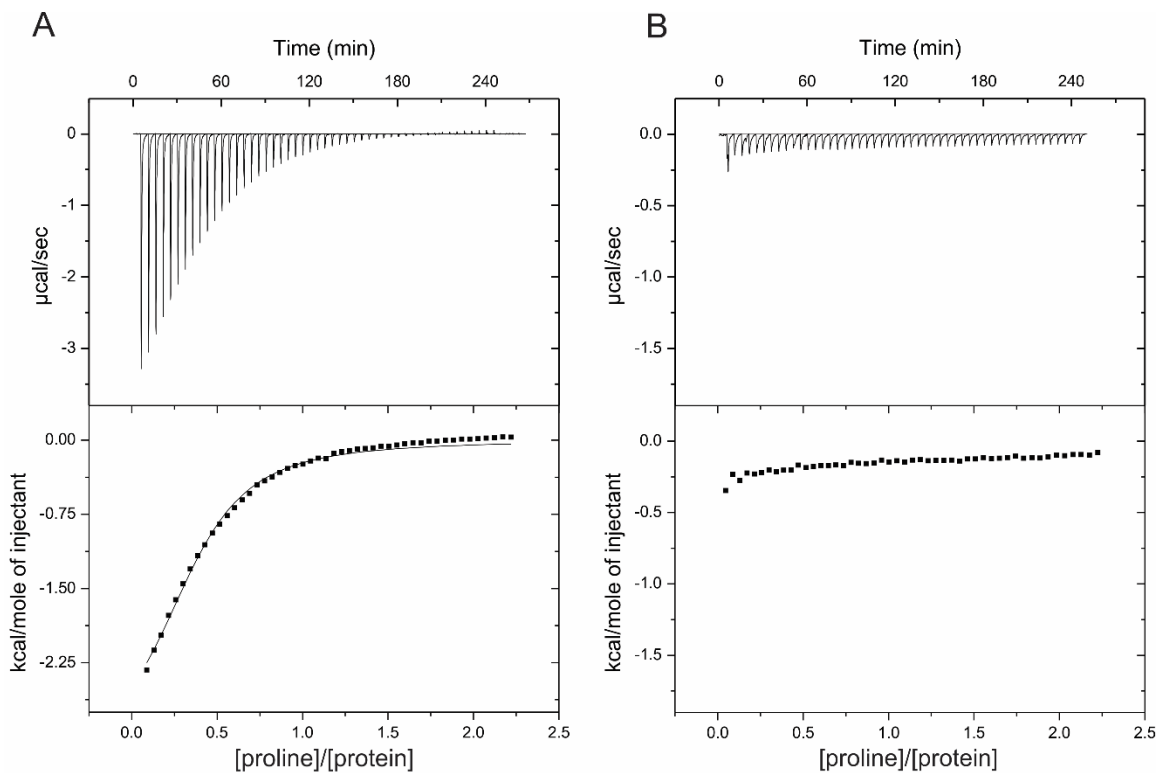 A
Time (min)
0 60 120 180 240
0
-1
-2
-3
µcal/sec
0.00
-0.75
-1.50
-2.25
kcal/mole of injectant
0.0 0.5 1.0 1.5 2.0 2.5
[proline]/[protein]
B
Time (min)
0 60 120 180 240 300
0.0
-0.5
-1.0
-1.5
µcal/sec
0.0
-0.5
-1.0
-1.5
kcal/mole of injectant
0.0 0.5 1.0 1.5 2.0 2.5
[proline]/[protein]